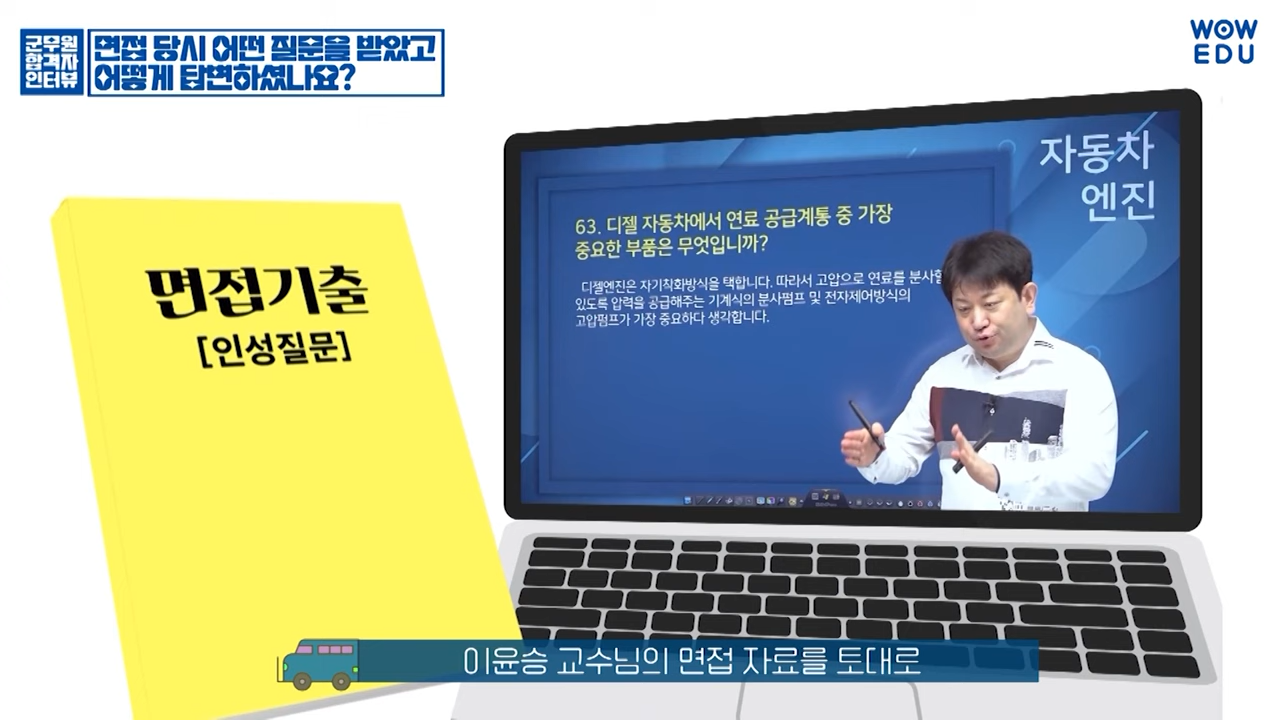 군무원
합격자
인터뷰
면접 당시 어떤 질문을 받았고
어떻게 답변하셨나요?
WOW
EDU
면접기출
[인성질문]
자동차
엔진
63. 디젤 자동차에서 연료 공급계통 중 가장
중요한 부품은 무엇입니까?
디젤엔진은 자기착화방식을 택합니다. 따라서 고압으로 연료를 분사할
있도록 압력을 공급해주는 기계식의 분사펌프 및 전자제어방식의
고압펌프가 가장 중요하다 생각합니다.
이윤승 교수님의 면접 자료를 토대로